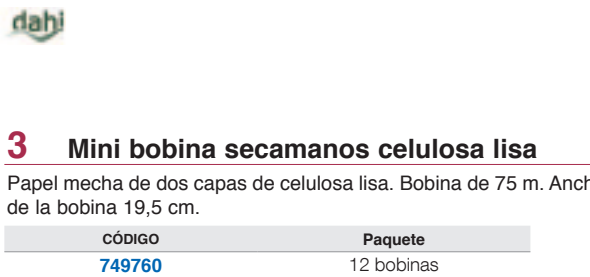 dahi
3 Mini bobina secamanos celulosa lisa
Papel mecha de dos capas de celulosa lisa. Bobina de 75 m. Anch
de la bobina 19,5 cm.
CÓDIGO Paquete
749760 12 bobinas